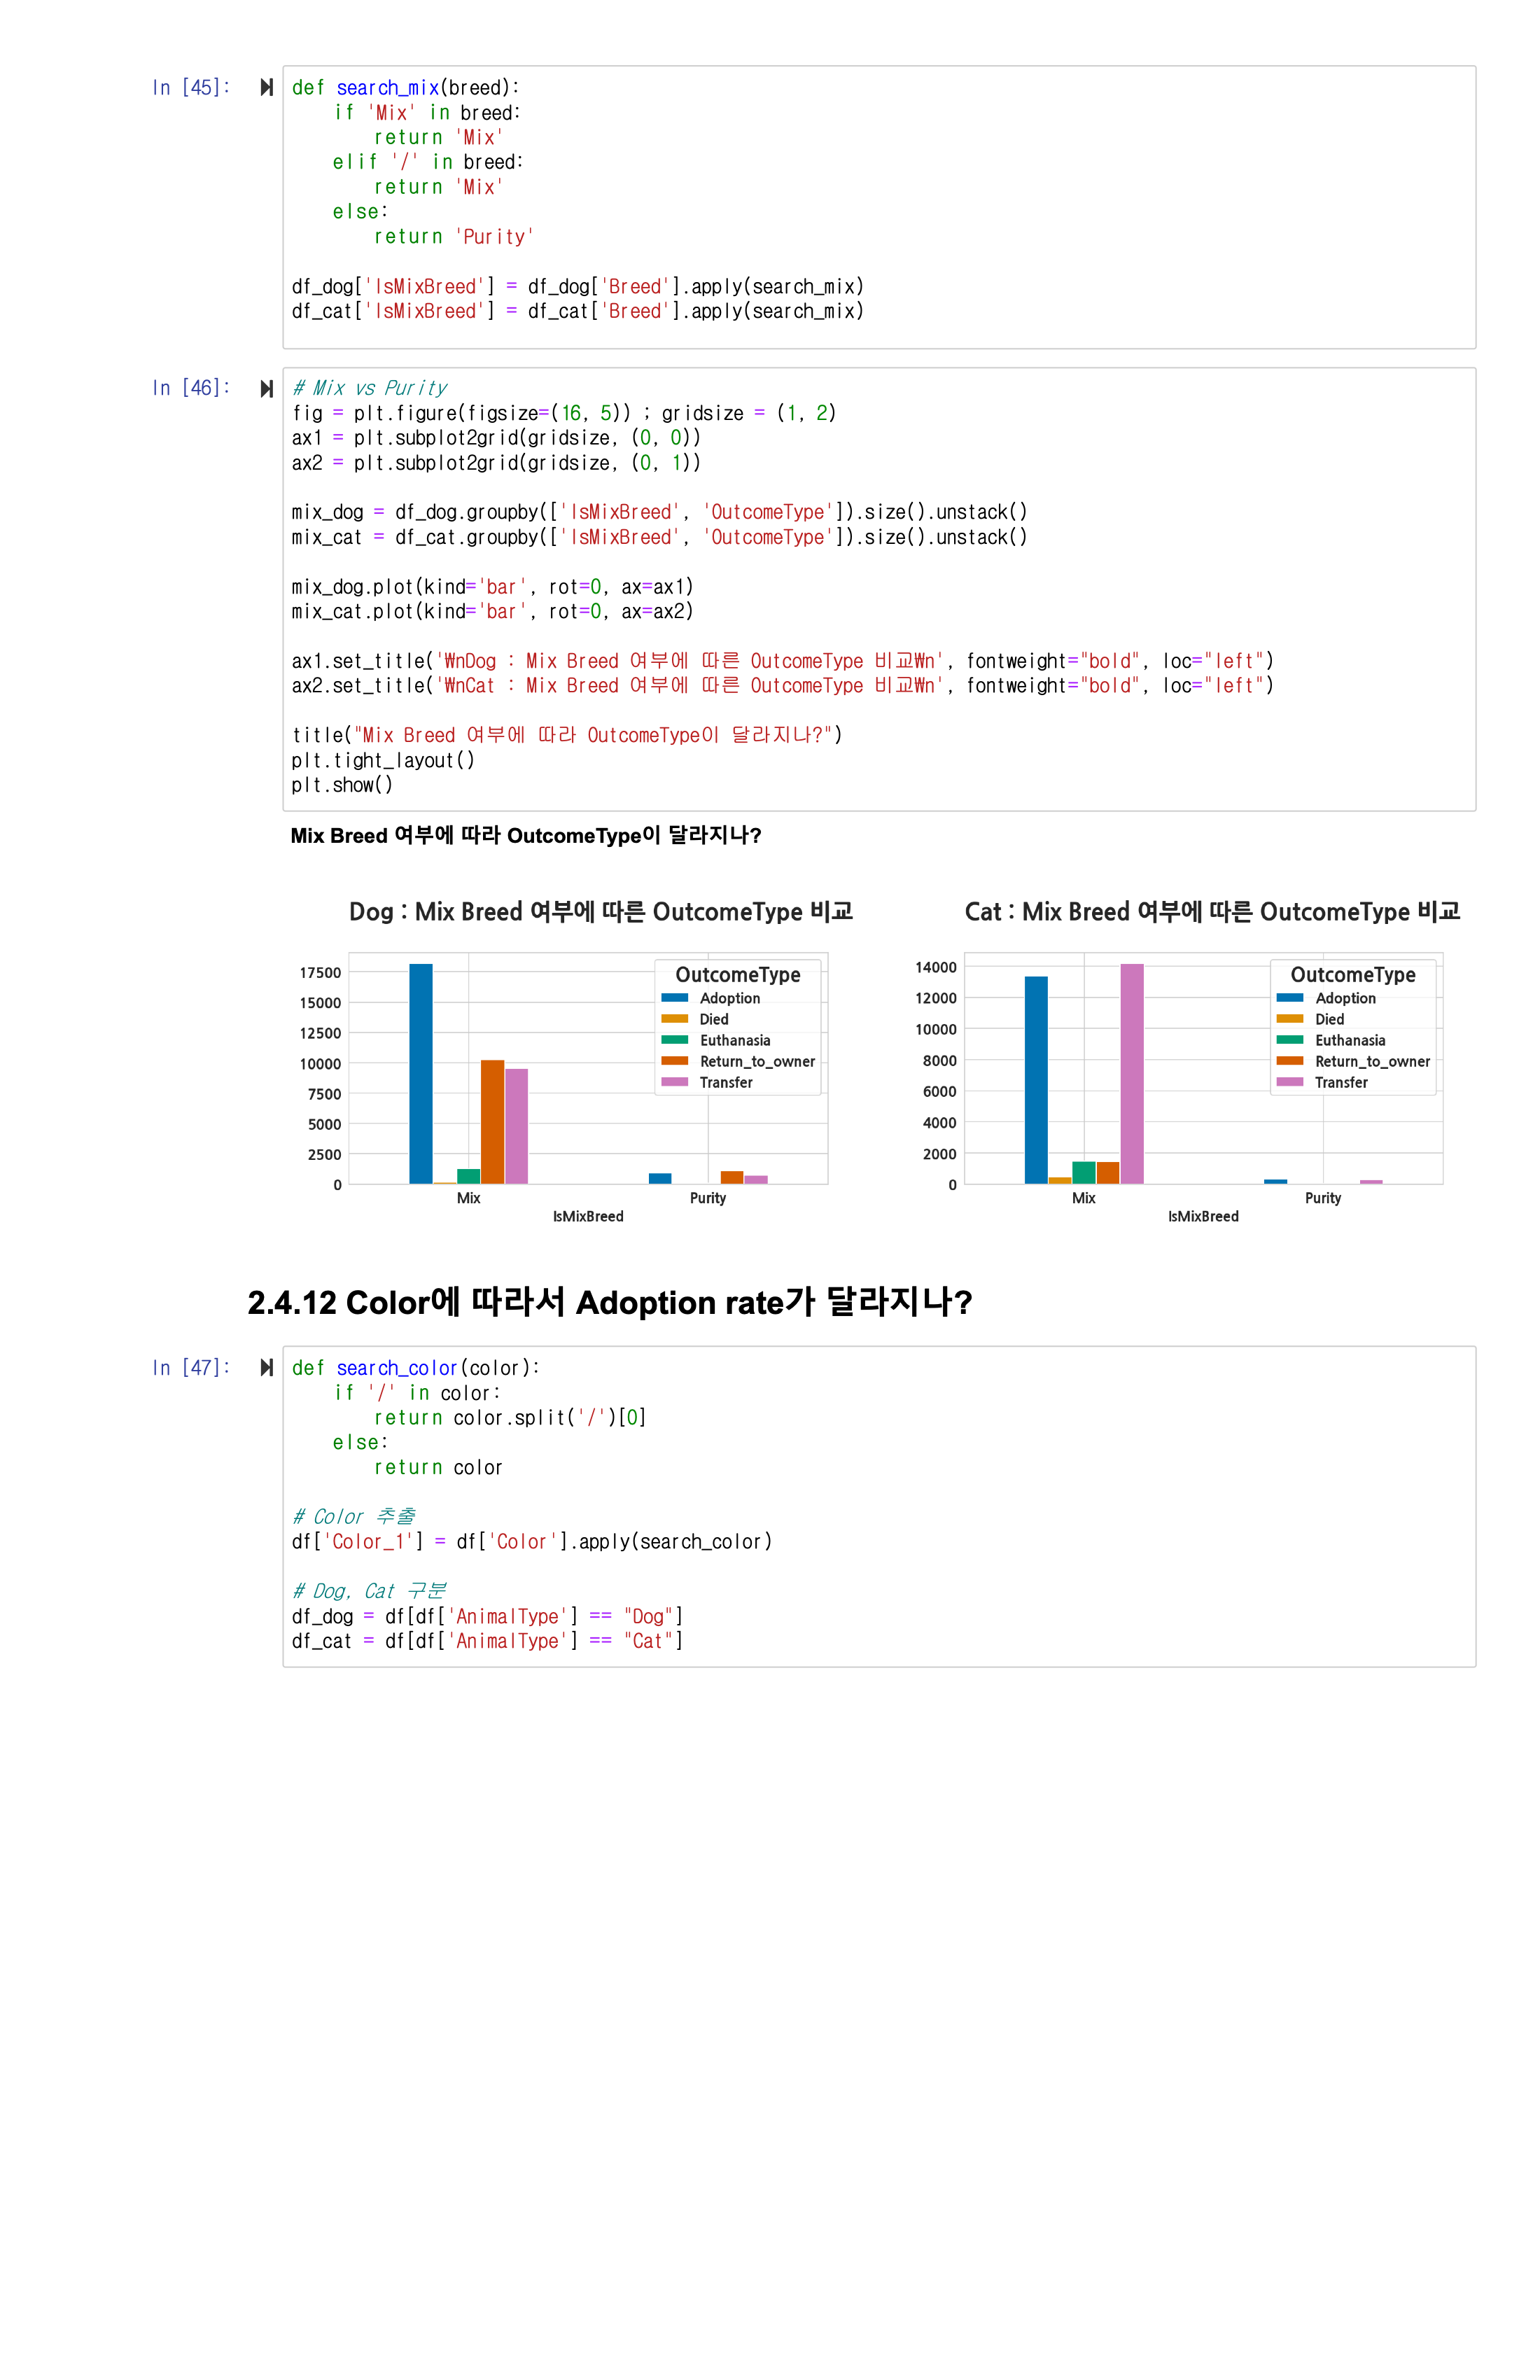 In [45]:
def search_mix(breed):
    if 'Mix' in breed:
        return 'Mix'
    elif '/' in breed:
        return 'Mix'
    else:
        return 'Purity'
df_dog['IsMixBreed'] = df_dog['Breed'].apply(search_mix)
df_cat['IsMixBreed'] = df_cat['Breed'].apply(search_mix)
In [46]:
# Mix vs Purity
fig = plt.figure(figsize=(16, 5)) ; gridsize = (1, 2)
ax1 = plt.subplot2grid(gridsize, (0, 0))
ax2 = plt.subplot2grid(gridsize, (0, 1))
mix_dog = df_dog.groupby(['IsMixBreed', 'OutcomeType']).size().unstack()
mix_cat = df_cat.groupby(['IsMixBreed', 'OutcomeType']).size().unstack()
mix_dog.plot(kind='bar', rot=0, ax=ax1)
mix_cat.plot(kind='bar', rot=0, ax=ax2)
ax1.set_title('₩nDog : Mix Breed 여부에 따른 OutcomeType 비교₩n', fontweight="bold", loc="left")
ax2.set_title('₩nCat : Mix Breed 여부에 따른 OutcomeType 비교₩n', fontweight="bold", loc="left")
title("Mix Breed 여부에 따라 OutcomeType이 달라지나?")
plt.tight_layout()
plt.show()
Mix Breed 여부에 따라 OutcomeType이 달라지나?
Dog : Mix Breed 여부에 따른 OutcomeType 비교
17500
15000
12500
10000
7500
5000
2500
0
OutcomeType
Adoption
Died
Euthanasia
Return_to_owner
Transfer
Mix
Purity
IsMixBreed
Cat : Mix Breed 여부에 따른 OutcomeType 비교
14000
12000
10000
8000
6000
4000
2000
0
OutcomeType
Adoption
Died
Euthanasia
Return_to_owner
Transfer
Mix
Purity
IsMixBreed
2.4.12 Color에 따라서 Adoption rate가 달라지나?
In [47]:
def search_color(color):
    if '/' in color:
        return color.split('/')[0]
    else:
        return color
# Color 추출
df['Color_1'] = df['Color'].apply(search_color)
# Dog, Cat 구분
df_dog = df[df['AnimalType'] == "Dog"]
df_cat = df[df['AnimalType'] == "Cat"]